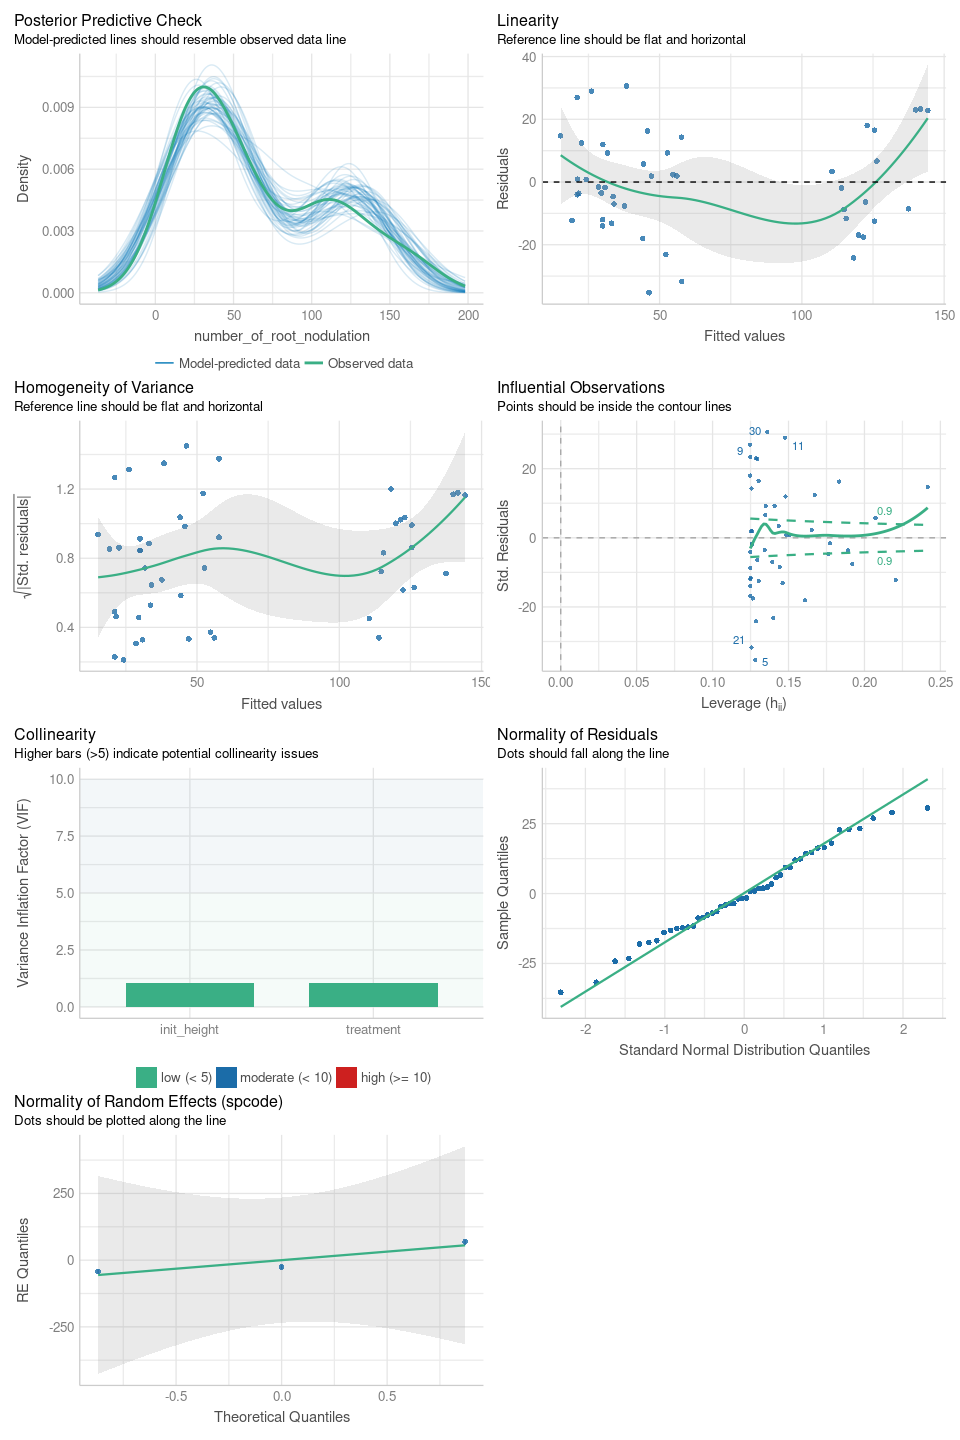 Posterior Predictive Check
Model-predicted lines should resemble observed data line
Density
0.009
0.006
0.003
0.000
0
50
100
150
200
number_of_root_nodulation
Model-predicted data
Observed data
Linearity
Reference line should be flat and horizontal
Residuals
40
20
0
-20
50
100
150
Fitted values
Homogeneity of Variance
Reference line should be flat and horizontal
√|Std. residuals|
1.2
0.8
0.4
50
100
150
Fitted values
Influential Observations
Points should be inside the contour lines
Std. Residuals
20
0
-20
30
9
11
0.9
0.9
21
5
0.00
0.05
0.10
0.15
0.20
0.25
Leverage (hii)
Collinearity
Higher bars (>5) indicate potential collinearity issues
Variance Inflation Factor (VIF)
10.0
7.5
5.0
2.5
0.0
init_height
treatment
low (< 5)
moderate (< 10)
high (>= 10)
Normality of Residuals
Dots should fall along the line
Sample Quantiles
25
0
-25
-2
-1
0
1
2
Standard Normal Distribution Quantiles
Normality of Random Effects (spcode)
Dots should be plotted along the line
RE Quantiles
250
0
-250
-0.5
0.0
0.5
Theoretical Quantiles